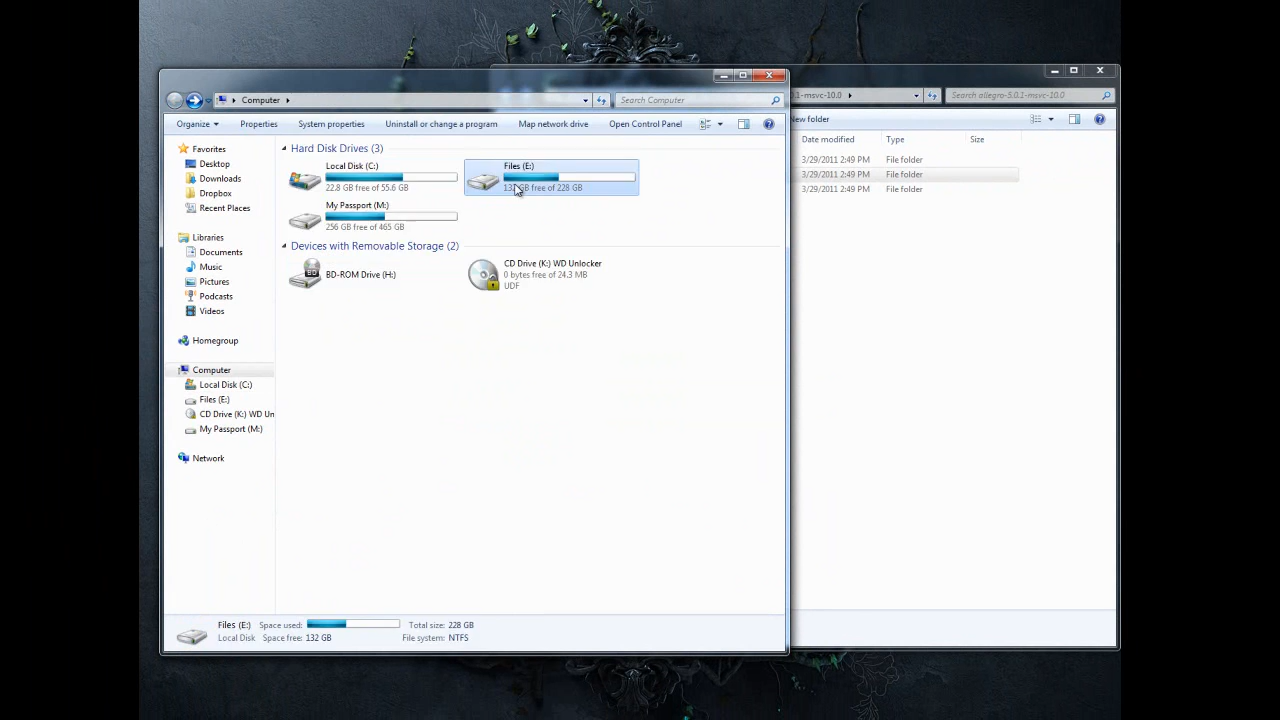 Computer
Search Computer
Organize
Properties
System properties
Uninstall or change a program
Map network drive
Open Control Panel
Favorites
Desktop
Downloads
Dropbox
Recent Places
Libraries
Documents
Music
Pictures
Podcasts
Videos
Homegroup
Computer
Local Disk (C:)
Files (E:)
CD Drive (K:) WD Un
My Passport (M:)
Network
Hard Disk Drives (3)
Local Disk (C:)
22.8 GB free of 55.6 GB
Files (E:)
132 GB free of 228 GB
My Passport (M:)
256 GB free of 465 GB
Devices with Removable Storage (2)
BD-ROM Drive (H:)
CD Drive (K:) WD Unlocker
0 bytes free of 24.3 MB
UDF
Files (E:) Space used: Total size: 228 GB
Local Disk Space free: 132 GB File system: NTFS
.1-msvc-10.0
Search allegro-5.0.1-msvc-10.0
New folder
Date modified Type Size
3/29/2011 2:49 PM File folder
3/29/2011 2:49 PM File folder
3/29/2011 2:49 PM File folder